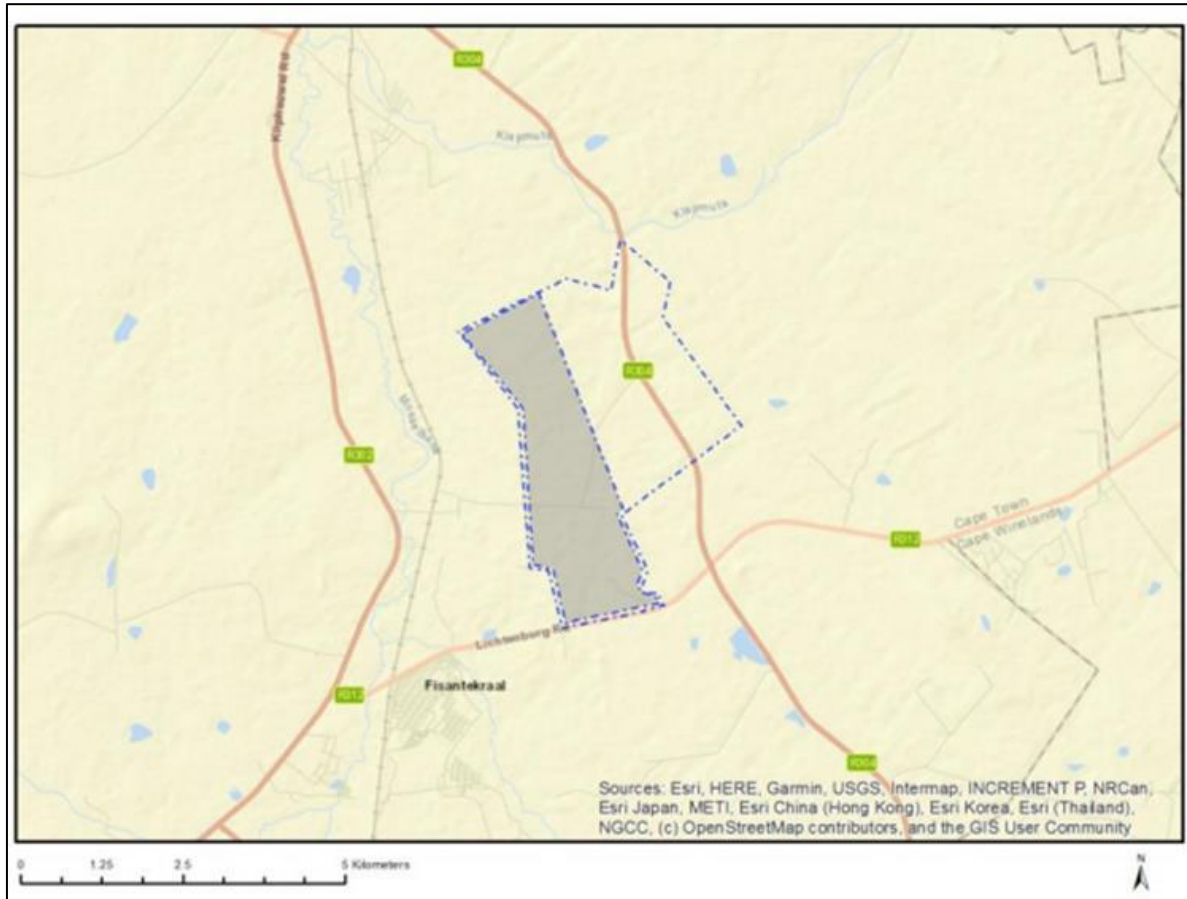 R304
Klipheuwel Rd
Klapmuts
Klapmuts
R304
R302
Cape Town
Cape Winelands
R312
Lichtenburg Rd
Fisantekraal
R312
R304
Sources: Esri, HERE, Garmin, USGS, Intermap, INCREMENT P, NRCan,
Esri Japan, METI, Esri China (Hong Kong), Esri Korea, Esri (Thailand),
NGCC, (c) OpenStreetMap contributors, and the GIS User Community
0 1.25 2.5 5 Kilometers
N